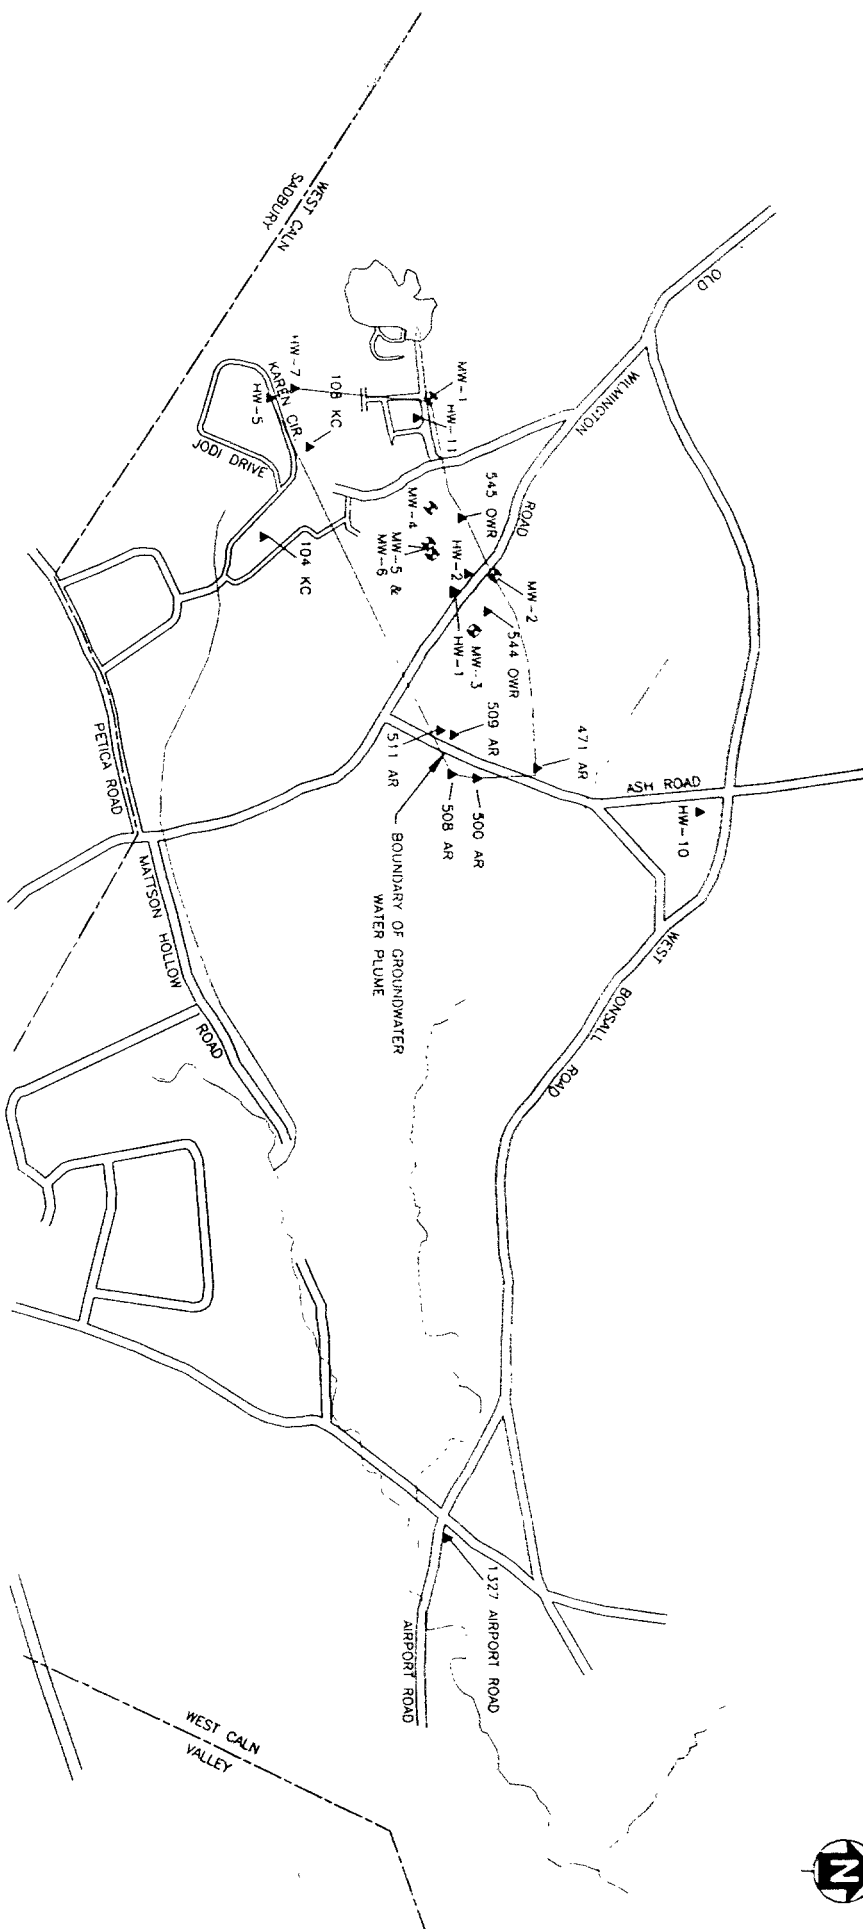 WEST CALN
SADBURY
OLD
WILMINGTON
ROAD
HW-7
KAREN CIR.
HW-5
JODI DRIVE
108 KC
MW-1
HW-11
104 KC
545 OWR
MW-4
MW-5 &
MW-6
HW-2
MW-2
HW-1
544 OWR
MW-3
509 AR
511 AR
471 AR
500 AR
508 AR
ASH ROAD
HW-10
BOUNDARY OF GROUNDWATER
WATER PLUME
PETICA ROAD
MATTSON HOLLOW
ROAD
WEST
BONSALL
ROAD
1327 AIRPORT ROAD
AIRPORT ROAD
WEST CALN
VALLEY
N